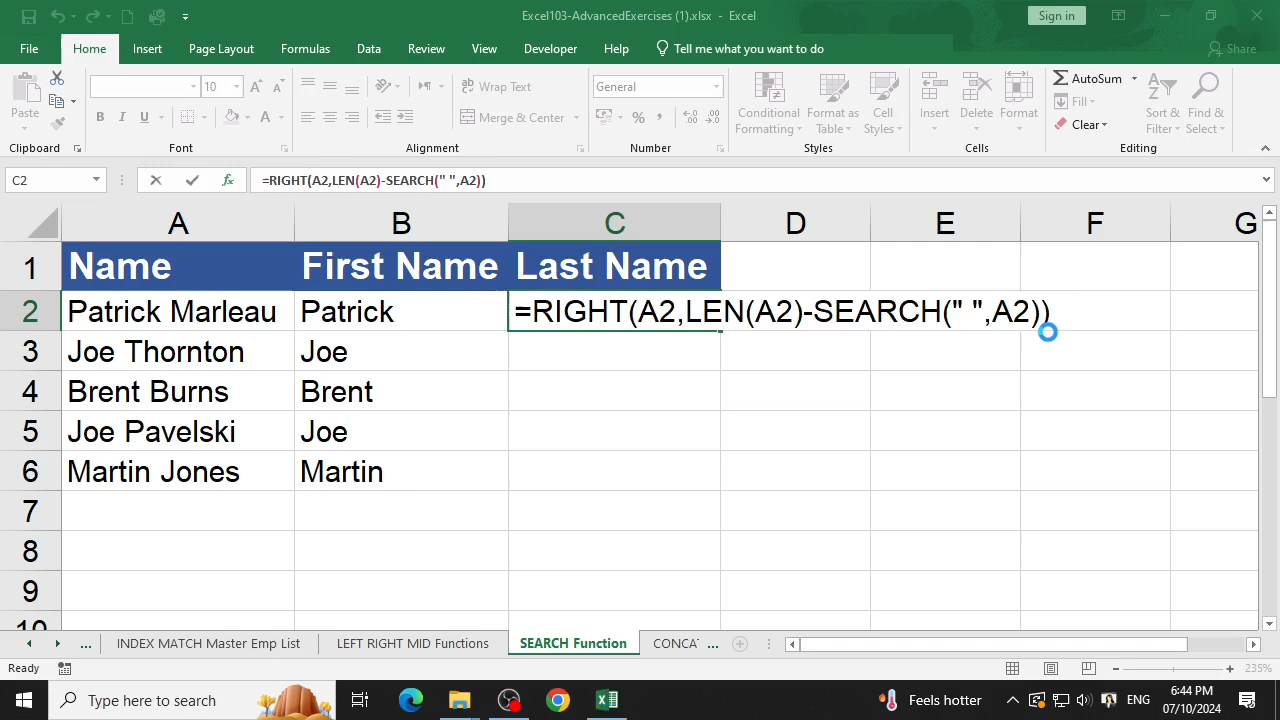 Excel103-AdvancedExercises (1).xlsx - Excel
Sign in
File Home Insert Page Layout Formulas Data Review View Developer Help Tell me what you want to do Share
Paste
Clipboard
10
B I U A
Font
Wrap Text
Merge & Center
Alignment
General
%
Number
Conditional Formatting
Format as Table
Cell Styles
Styles
Insert
Delete
Format
Cells
AutoSum
Fill
Clear
Sort & Filter
Find & Select
Editing
C2 fx =RIGHT(A2,LEN(A2)-SEARCH(" ",A2))
A B C D E F G
1 Name First Name Last Name
2 Patrick Marleau Patrick =RIGHT(A2,LEN(A2)-SEARCH(" ",A2))
3 Joe Thornton Joe
4 Brent Burns Brent
5 Joe Pavelski Joe
6 Martin Jones Martin
7
8
9
10
... INDEX MATCH Master Emp List LEFT RIGHT MID Functions SEARCH Function CONCAT ...
Ready 235%
Type here to search Feels hotter ENG 6:44 PM
07/10/2024